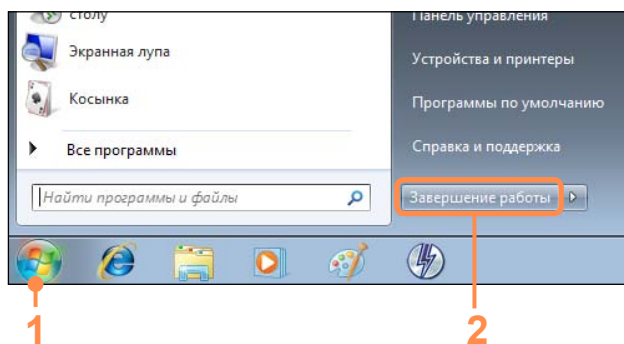 столу
Экранная лупа
Косынка
Все программы
Найти программы и файлы
Панель управления
Устройства и принтеры
Программы по умолчанию
Справка и поддержка
Завершение работы
1
2